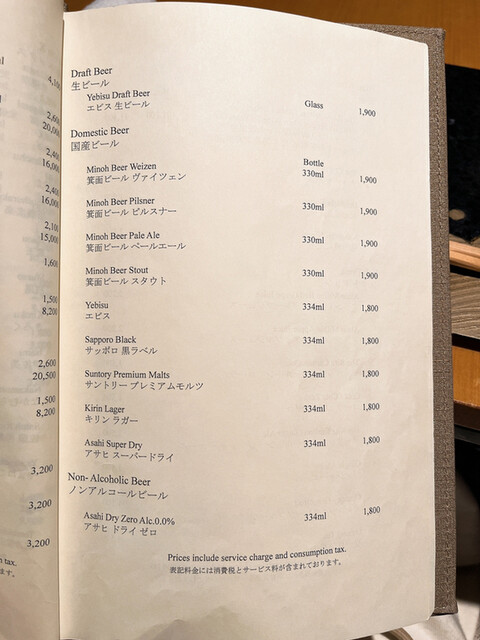 4,100
2,600
20,000
2,400
16,000
2,400
16,000
2,100
15,000
1,600
1,500
8,200
2,600
20,500
1,500
8,200
3,200
3,200
3,200
tion tax.
ます。
Draft Beer
生ビール
Yebisu Draft Beer Glass 1,900
ヱビス 生ビール
Domestic Beer
国産ビール
Bottle
Minoh Beer Weizen 330ml 1,900
箕面ビール ヴァイツェン
Minoh Beer Pilsner 330ml 1,900
箕面ビール ピルスナー
Minoh Beer Pale Ale 330ml 1,900
箕面ビール ペールエール
Minoh Beer Stout 330ml 1,900
箕面ビール スタウト
Yebisu 334ml 1,800
エビス
Sapporo Black 334ml 1,800
サッポロ 黒ラベル
Suntory Premium Malts 334ml 1,800
サントリー プレミアムモルツ
Kirin Lager 334ml 1,800
キリン ラガー
Asahi Super Dry 334ml 1,800
アサヒ スーパードライ
Non- Alcoholic Beer
ノンアルコールビール
Asahi Dry Zero Alc.0.0% 334ml 1,800
アサヒ ドライ ゼロ
Prices include service charge and consumption tax.
表記料金には消費税とサービス料が含まれております。